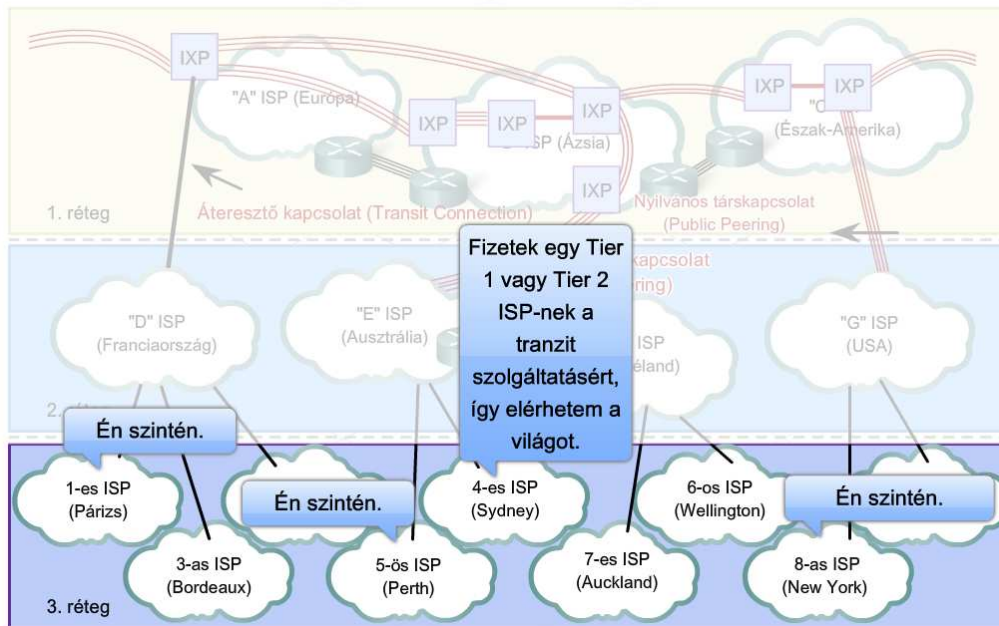 IXP
"A" ISP (Európa)
IXP
IXP
IXP
ISP (Ázsia)
IXP
IXP
IXP
(Észak-Amerika)
1. réteg
Áteresztő kapcsolat (Transit Connection)
Nyilvános társkapcsolat
(Public Peering)
Fizetek egy Tier
1 vagy Tier 2
ISP-nek a
tranzit
szolgáltatásért,
így elérhetem a
világot.
"D" ISP
(Franciaország)
"E" ISP
(Ausztrália)
ISP
"G" ISP
(USA)
2.
Én szintén.
1-es ISP
(Párizs)
Én szintén.
4-es ISP
(Sydney)
6-os ISP
(Wellington)
Én szintén.
3-as ISP
(Bordeaux)
5-ös ISP
(Perth)
7-es ISP
(Auckland)
8-as ISP
(New York)
3. réteg